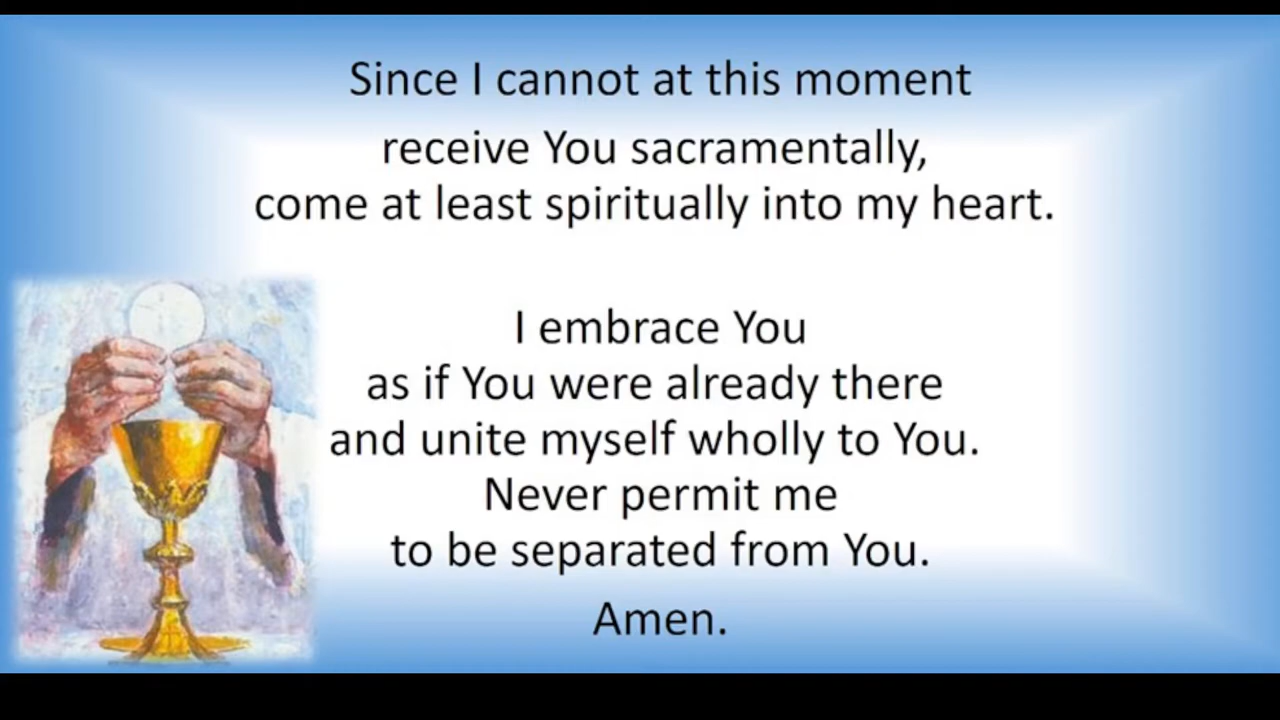 Since I cannot at this moment
receive You sacramentally,
come at least spiritually into my heart.
I embrace You
as if You were already there
and unite myself wholly to You.
Never permit me
to be separated from You.
Amen.